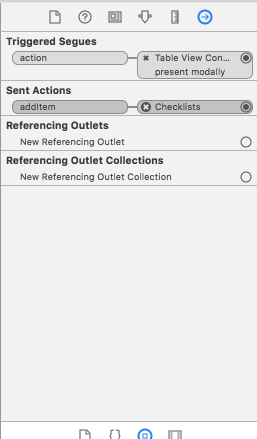 Triggered Segues
action
Table View Con...
present modally
Sent Actions
addItem
Checklists
Referencing Outlets
New Referencing Outlet
Referencing Outlet Collections
New Referencing Outlet Collection